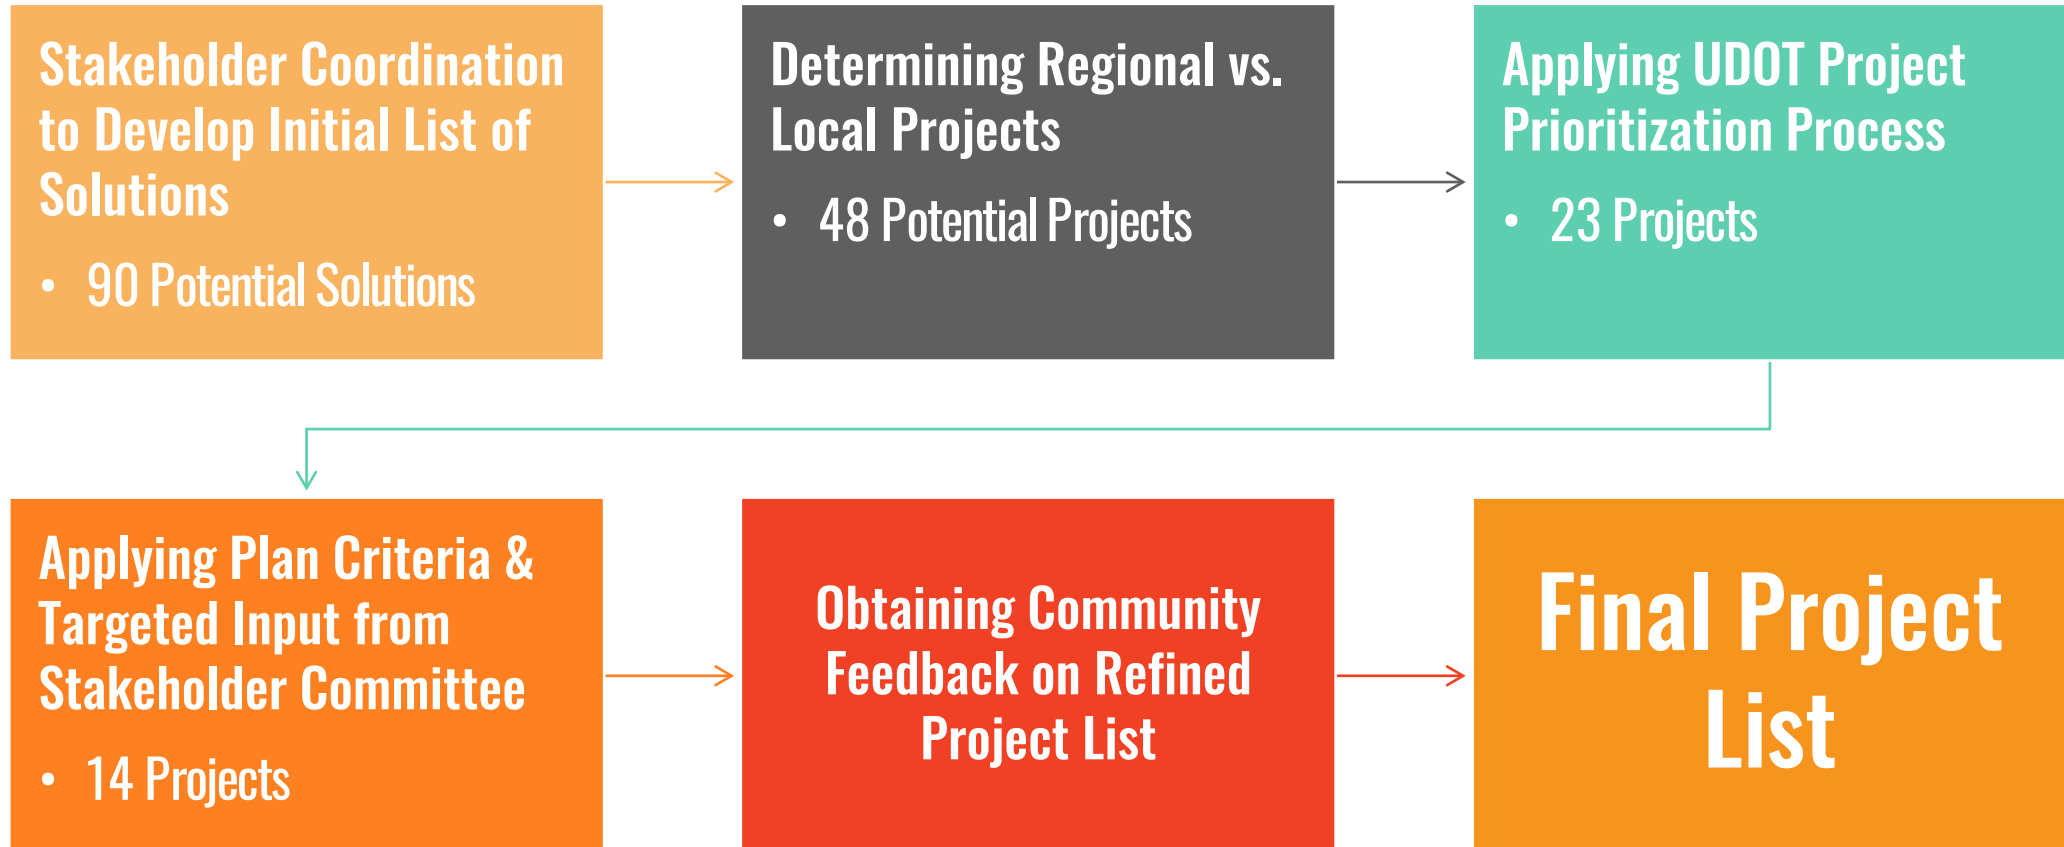 Stakeholder Coordination
to Develop Initial List of
Solutions
• 90 Potential Solutions
Determining Regional vs.
Local Projects
• 48 Potential Projects
Applying UDOT Project
Prioritization Process
• 23 Projects
Applying Plan Criteria &
Targeted Input from
Stakeholder Committee
• 14 Projects
Obtaining Community
Feedback on Refined
Project List
Final Project
List